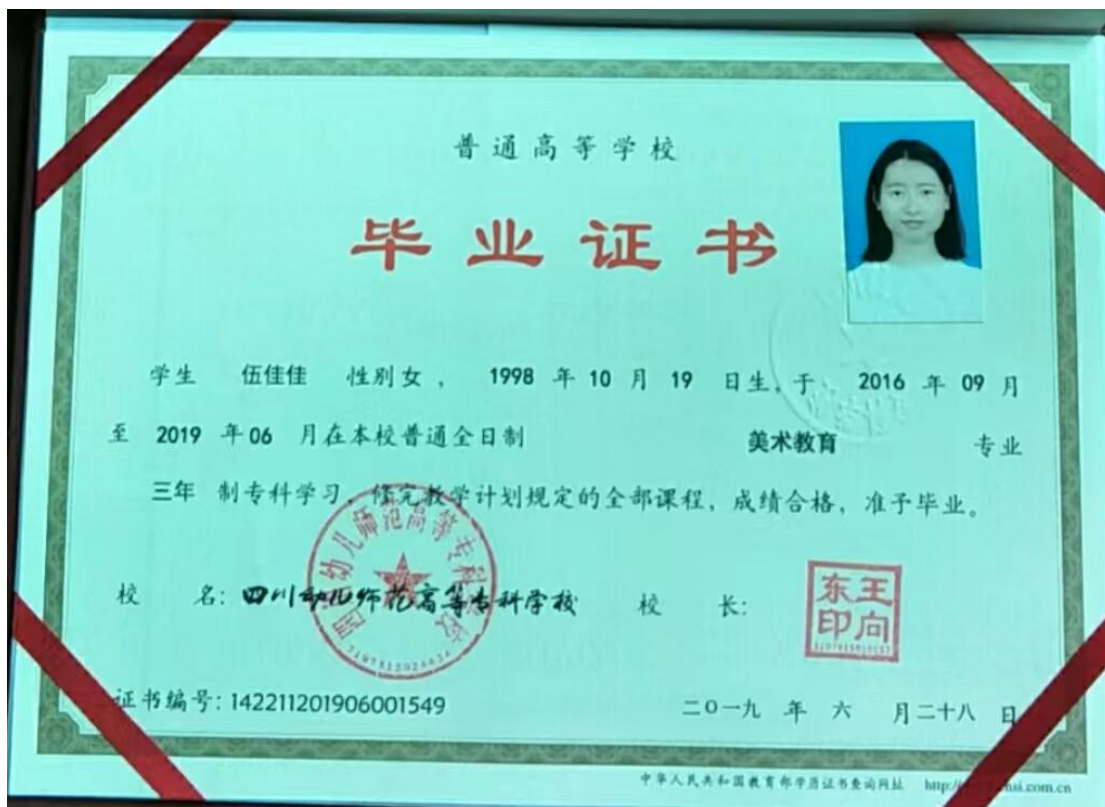 普通高等学校
毕业证书
学生 伍佳佳 性别女， 1998 年 10 月 19 日生，于 2016 年 09 月
至 2019 年 06 月在本校普通全日制 美术教育 专业
三年 制专科学习，修完教学计划规定的全部课程，成绩合格，准予毕业。
校 名：四川幼儿师范高等专科学校 校 长：
王向东印
证书编号：142211201906001549 二〇一九 年 六 月二十八 日
中华人民共和国教育部学历证书查询网址 http://